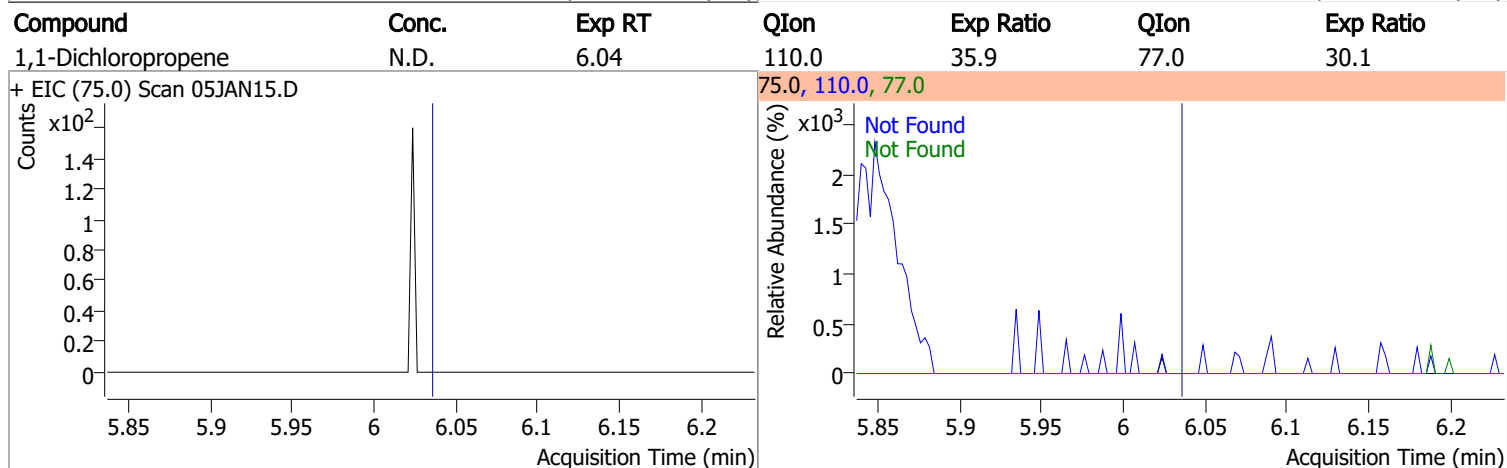 Compound Conc. Exp RT QIon Exp Ratio QIon Exp Ratio
1,1-Dichloropropene N.D. 6.04 110.0 35.9 77.0 30.1
+ EIC (75.0) Scan 05JAN15.D
Counts
x10²
1.4
1.2
1
0.8
0.6
0.4
0.2
0
5.85 5.9 5.95 6 6.05 6.1 6.15 6.2
Acquisition Time (min)
75.0, 110.0, 77.0
Relative Abundance (%)
x10³
Not Found
Not Found
2
1.5
1
0.5
0
5.85 5.9 5.95 6 6.05 6.1 6.15 6.2
Acquisition Time (min)